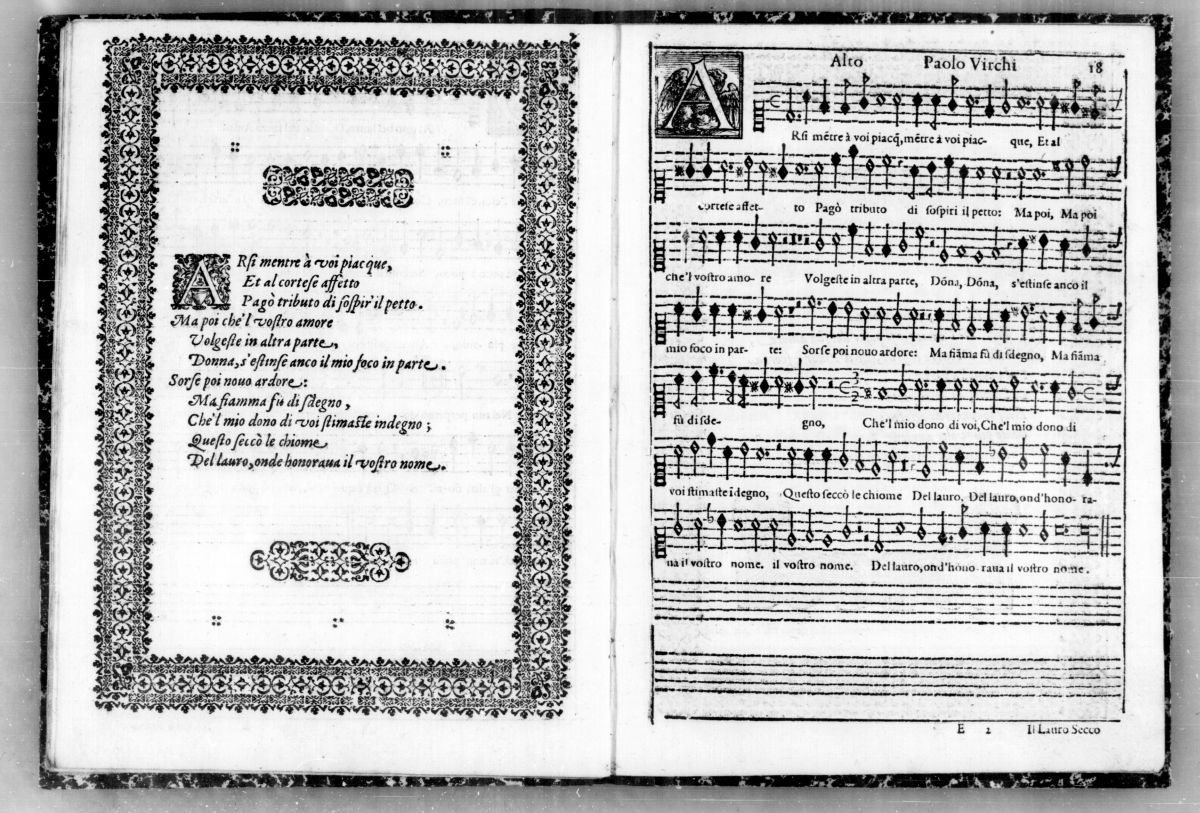 ARsi mentre à voi piacque,
Et al cortese affetto
Pagò tributo di sospir'il petto.
Ma poi che'l vostro amore
Volgeste in altra parte,
Donna, s'estinse anco il mio foco in parte.
Sorse poi nouo ardore:
Ma fiamma fù di sdegno,
Che'l mio dono di voi stimaste indegno;
Questo seccò le chiome
Del lauro, onde honoraua il vostro nome.
Alto Paolo Virchi 18
ARsi mētre à voi piacq̄, mētre à voi piac- que, Et al
cortese affet- to Pagò tributo di sospiri il petto: Ma poi, Ma poi
che'l vostro amo- re Volgeste in altra parte, Dōna, Dōna, s'estinse anco il
mio foco in par- te: Sorse poi nouo ardore: Ma fiāma fù di sdegno, Ma fiāma
fù di sde- gno, Che'l mio dono di voi, Che'l mio dono di
voi stimaste ĩdegno, Questo seccò le chiome Del lauro, Del lauro, ond'hono- ra-
ua il vostro nome. il vostro nome. Del lauro, ond'hono- raua il vostro nome.
E 2 Il Lauro Secco